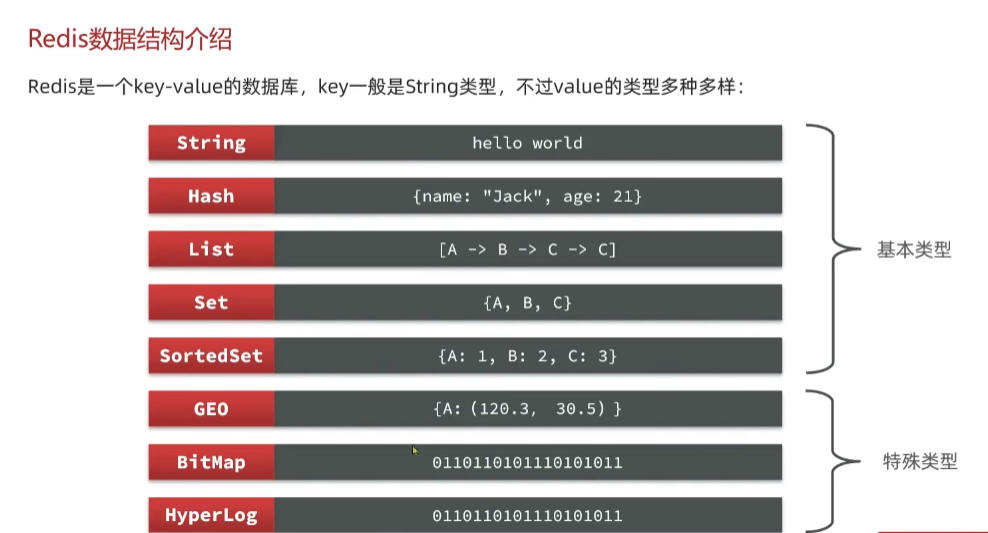 Redis数据结构介绍
Redis是一个key-value的数据库，key一般是String类型，不过value的类型多种多样：
String hello world
Hash {name: "Jack", age: 21}
List [A -> B -> C -> C]
Set {A, B, C}
SortedSet {A: 1, B: 2, C: 3}
基本类型
GEO {A:（120.3, 30.5）}
BitMap 0110110101110101011
HyperLog 0110110101110101011
特殊类型